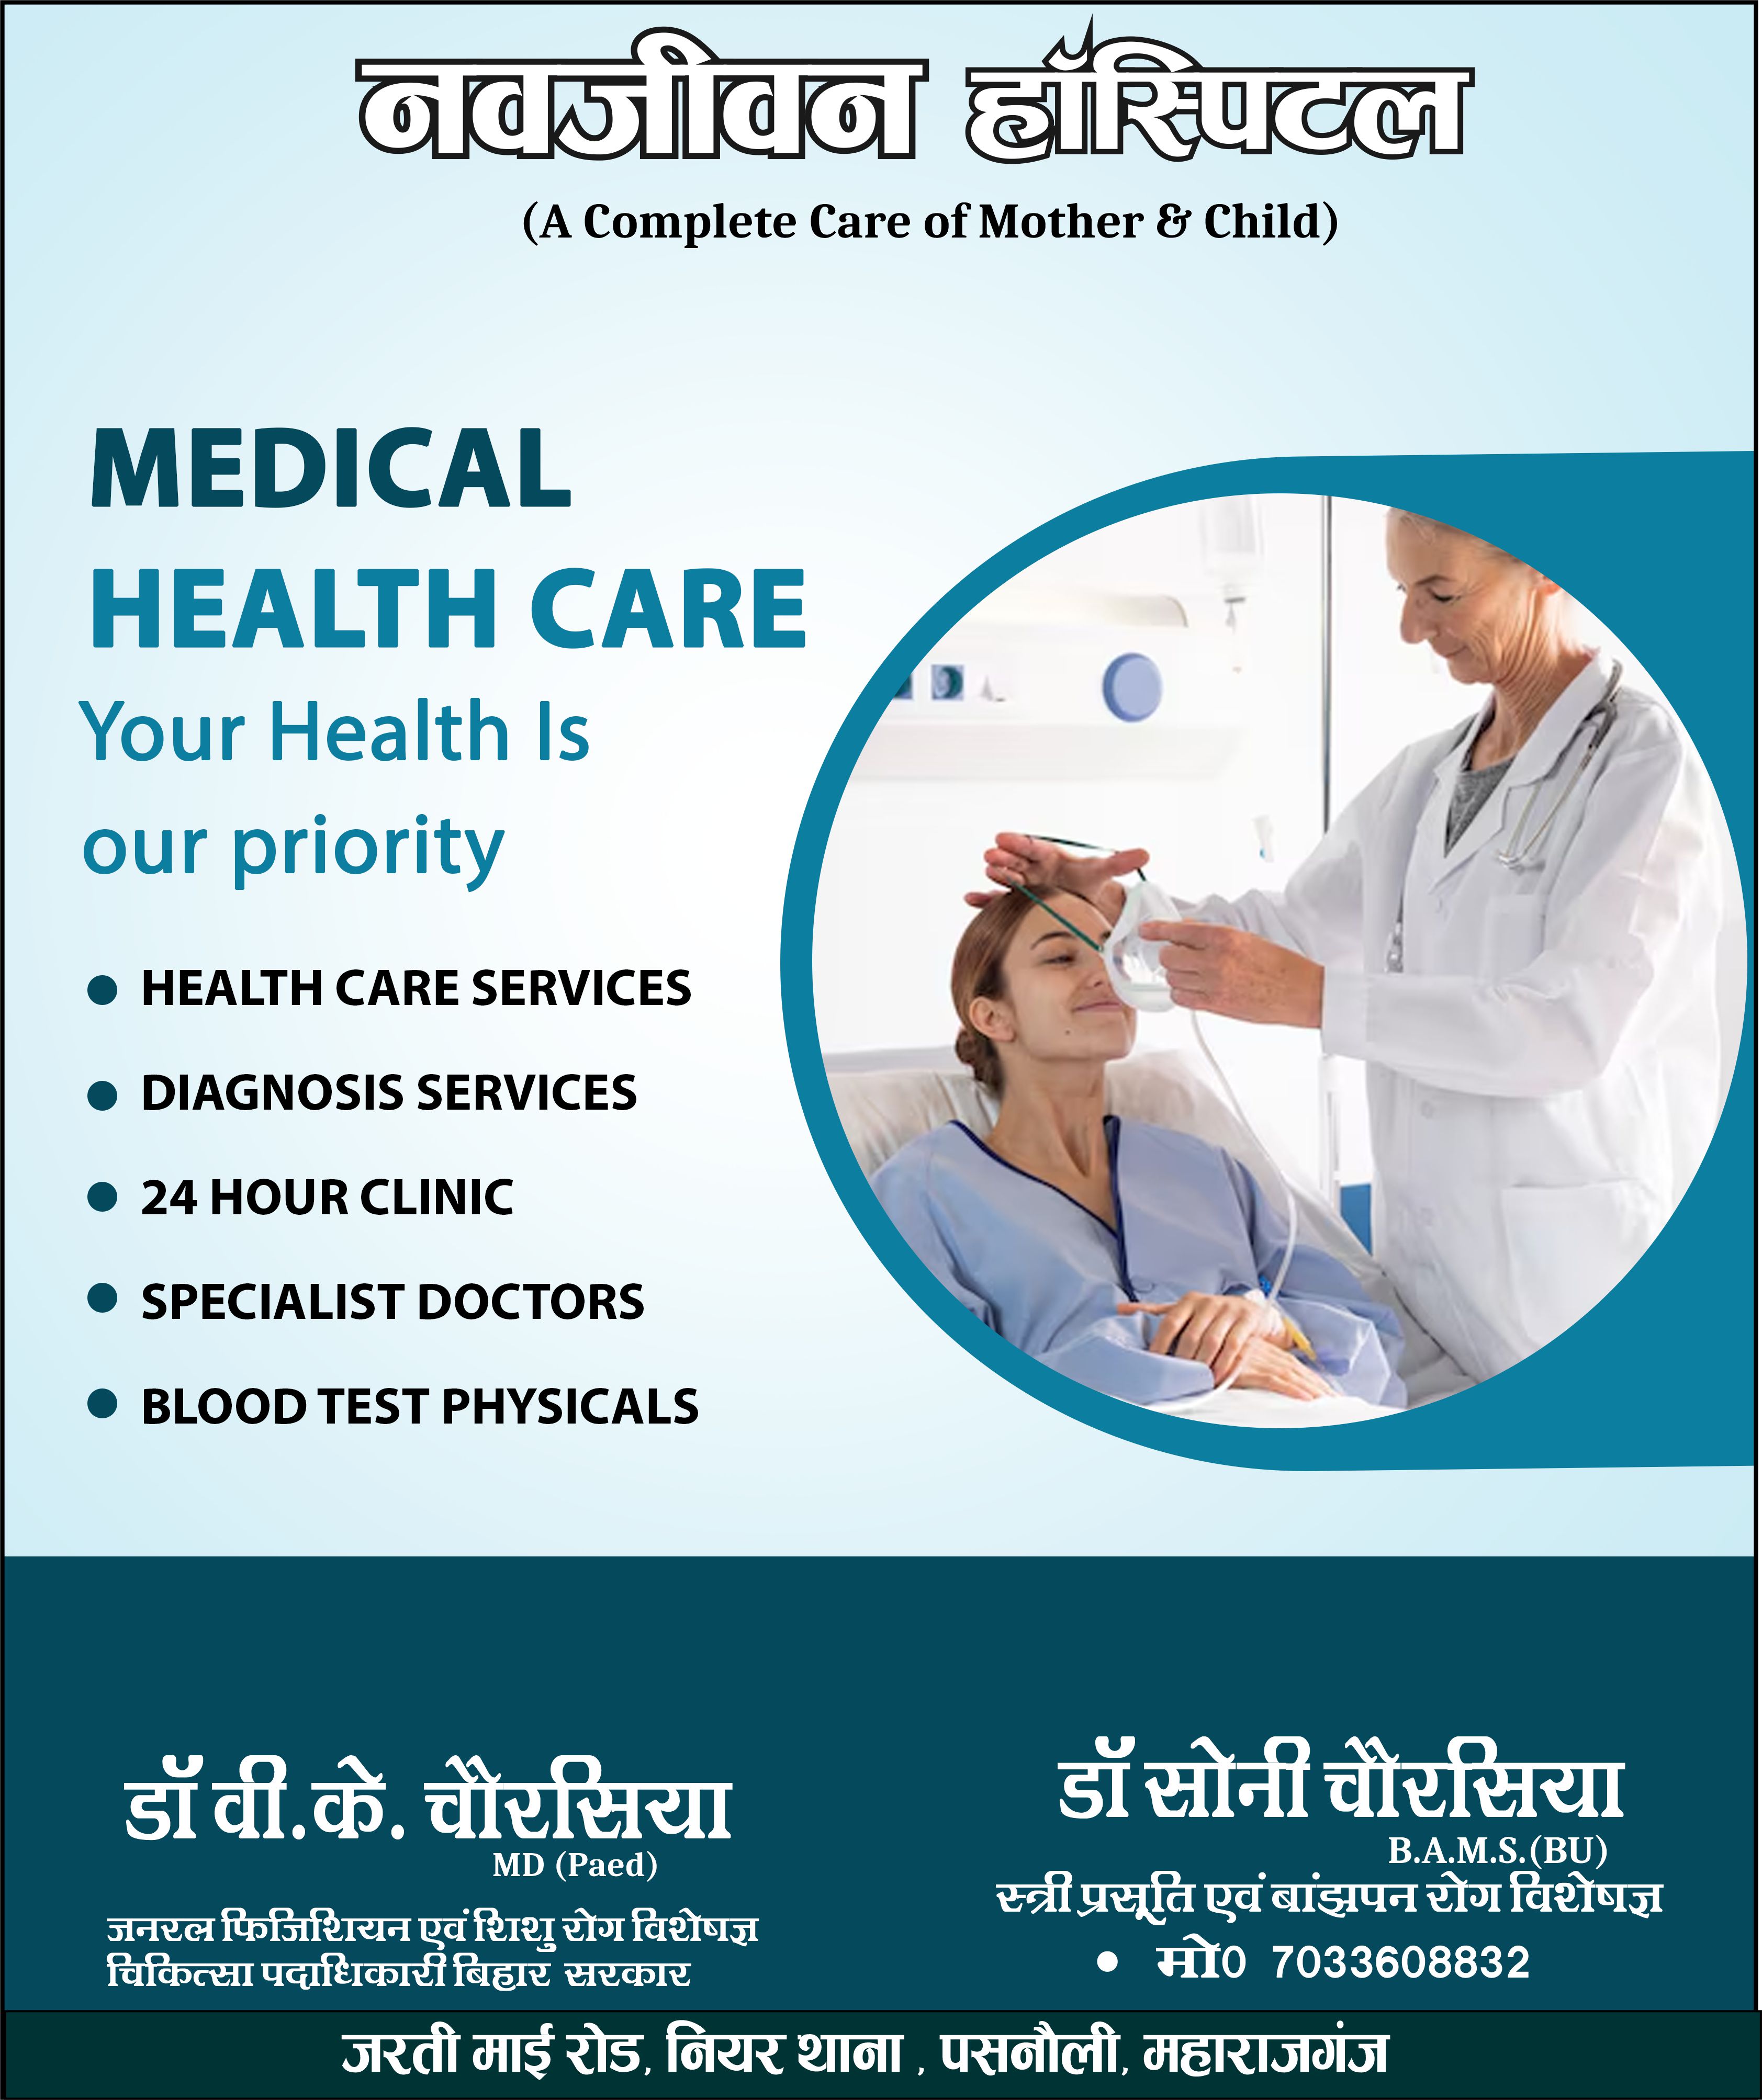 नवजीवन हॉस्पिटल
(A Complete Care of Mother & Child)
MEDICAL
HEALTH CARE
Your Health Is
our priority
● HEALTH CARE SERVICES
● DIAGNOSIS SERVICES
● 24 HOUR CLINIC
● SPECIALIST DOCTORS
● BLOOD TEST PHYSICALS
डॉ वी.के. चौरसिया
MD (Paed)
जनरल फिजिशियन एवं शिशु रोग विशेषज्ञ
चिकित्सा पदाधिकारी बिहार सरकार
डॉ सोनी चौरसिया
B.A.M.S.(BU)
स्त्री प्रसूति एवं बांझपन रोग विशेषज्ञ
● मो0 7033608832
जरती माई रोड, नियर थाना , पसनौली, महाराजगंज